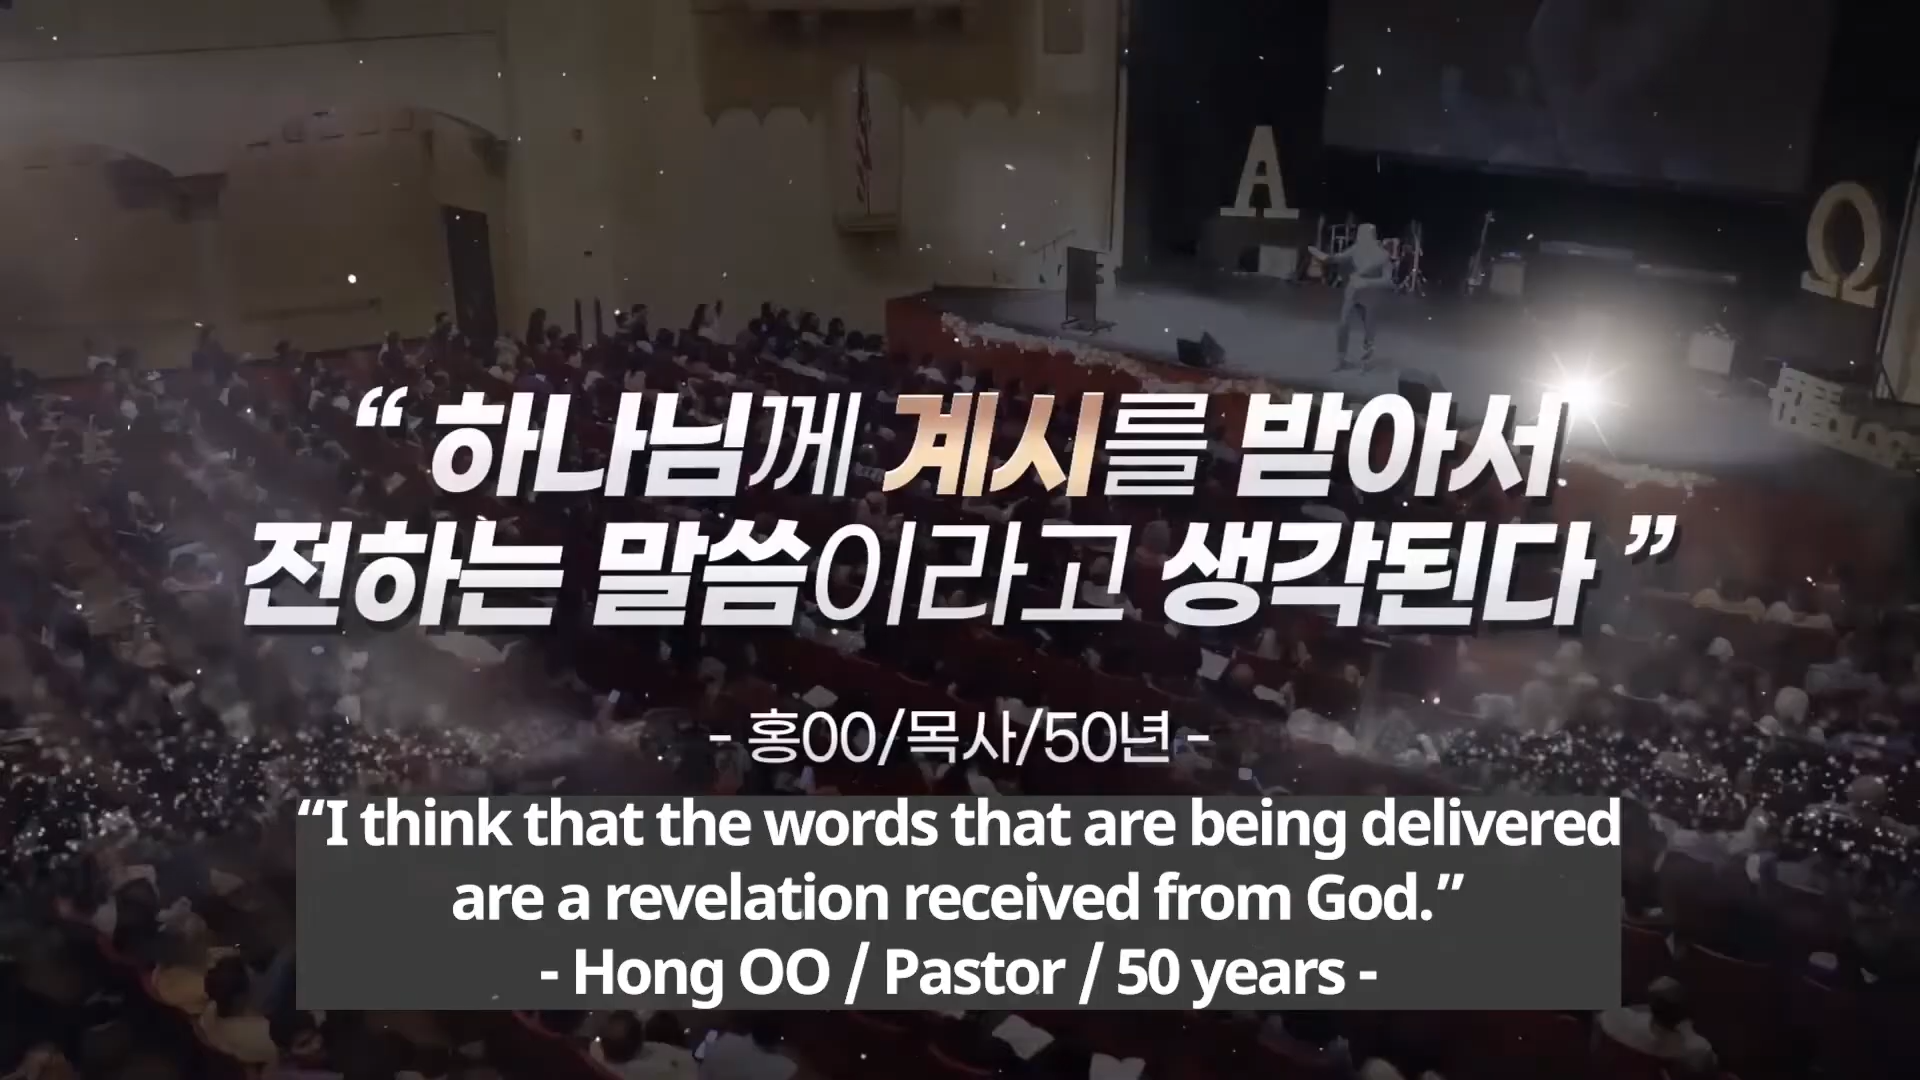 A
Ω
“ 하나님께 계시를 받아서
전하는 말씀이라고 생각된다 ”
- 홍OO/목사/50년 -
“I think that the words that are being delivered
are a revelation received from God.”
- Hong OO / Pastor / 50 years -